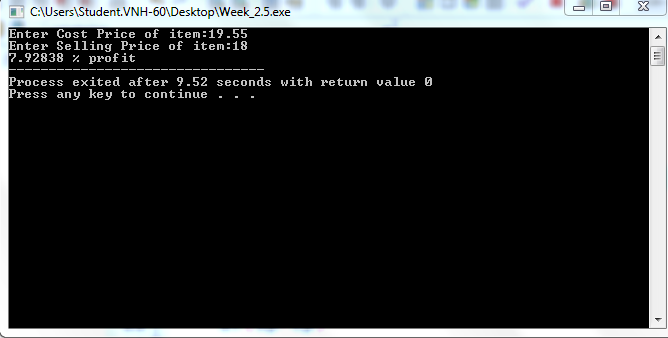 C:\Users\Student.VNH-60\Desktop\Week_2.5.exe
Enter Cost Price of item:19.55
Enter Selling Price of item:18
7.92838 % profit
--------------------------------
Process exited after 9.52 seconds with return value 0
Press any key to continue . . .